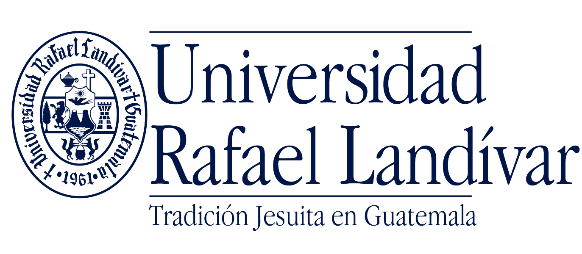 † Universidad Rafael Landívar † Guatemala
· 1961 ·
Universidad
Rafael Landívar
Tradición Jesuita en Guatemala